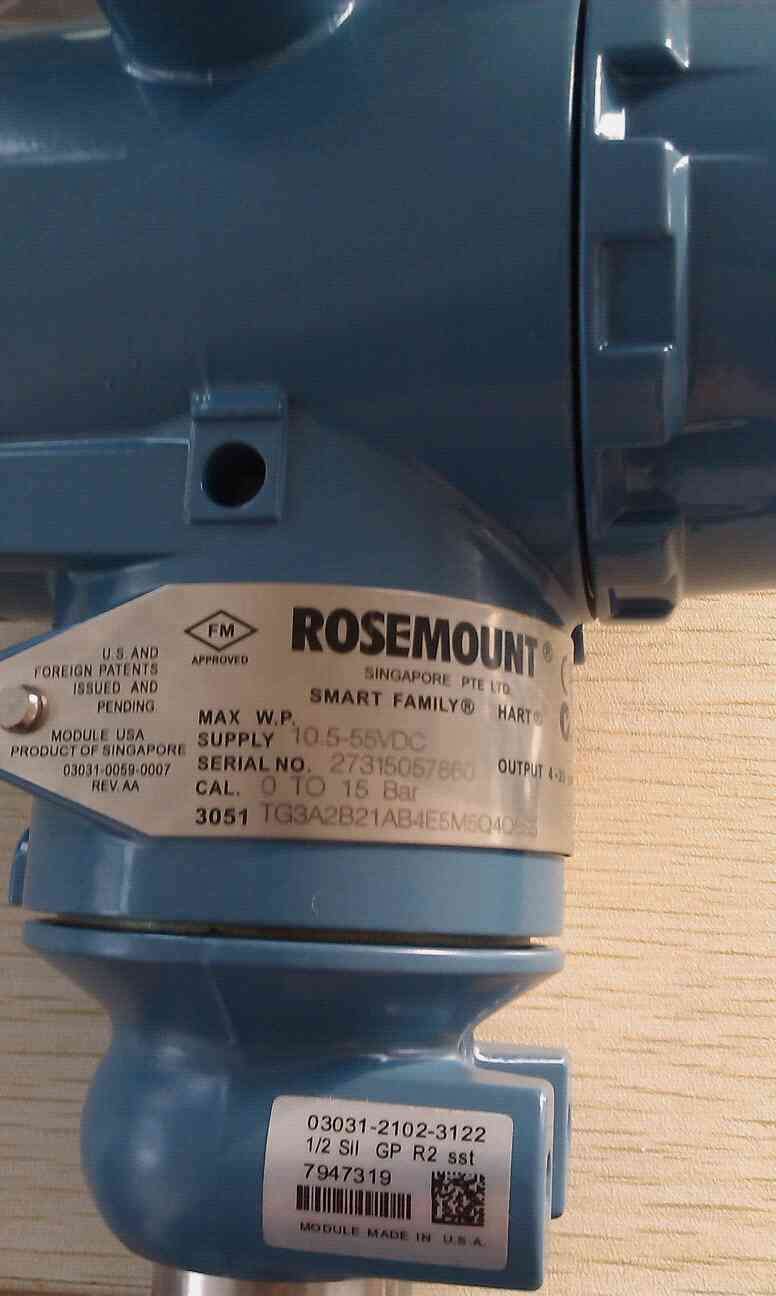 U.S. AND
FOREIGN PATENTS
ISSUED AND
PENDING
MODULE USA
PRODUCT OF SINGAPORE
03031-0059-0007
REV. AA
FM
APPROVED
ROSEMOUNT®
SINGAPORE PTE LTD
SMART FAMILY® HART®
MAX W.P.
SUPPLY 10.5-55VDC
SERIAL NO. 27315057860 OUTPUT
CAL. 0 TO 15 Bar
3051
03031-2102-3122
1/2 Sil GP R2 sst
7947319
MODULE MADE IN U.S.A.